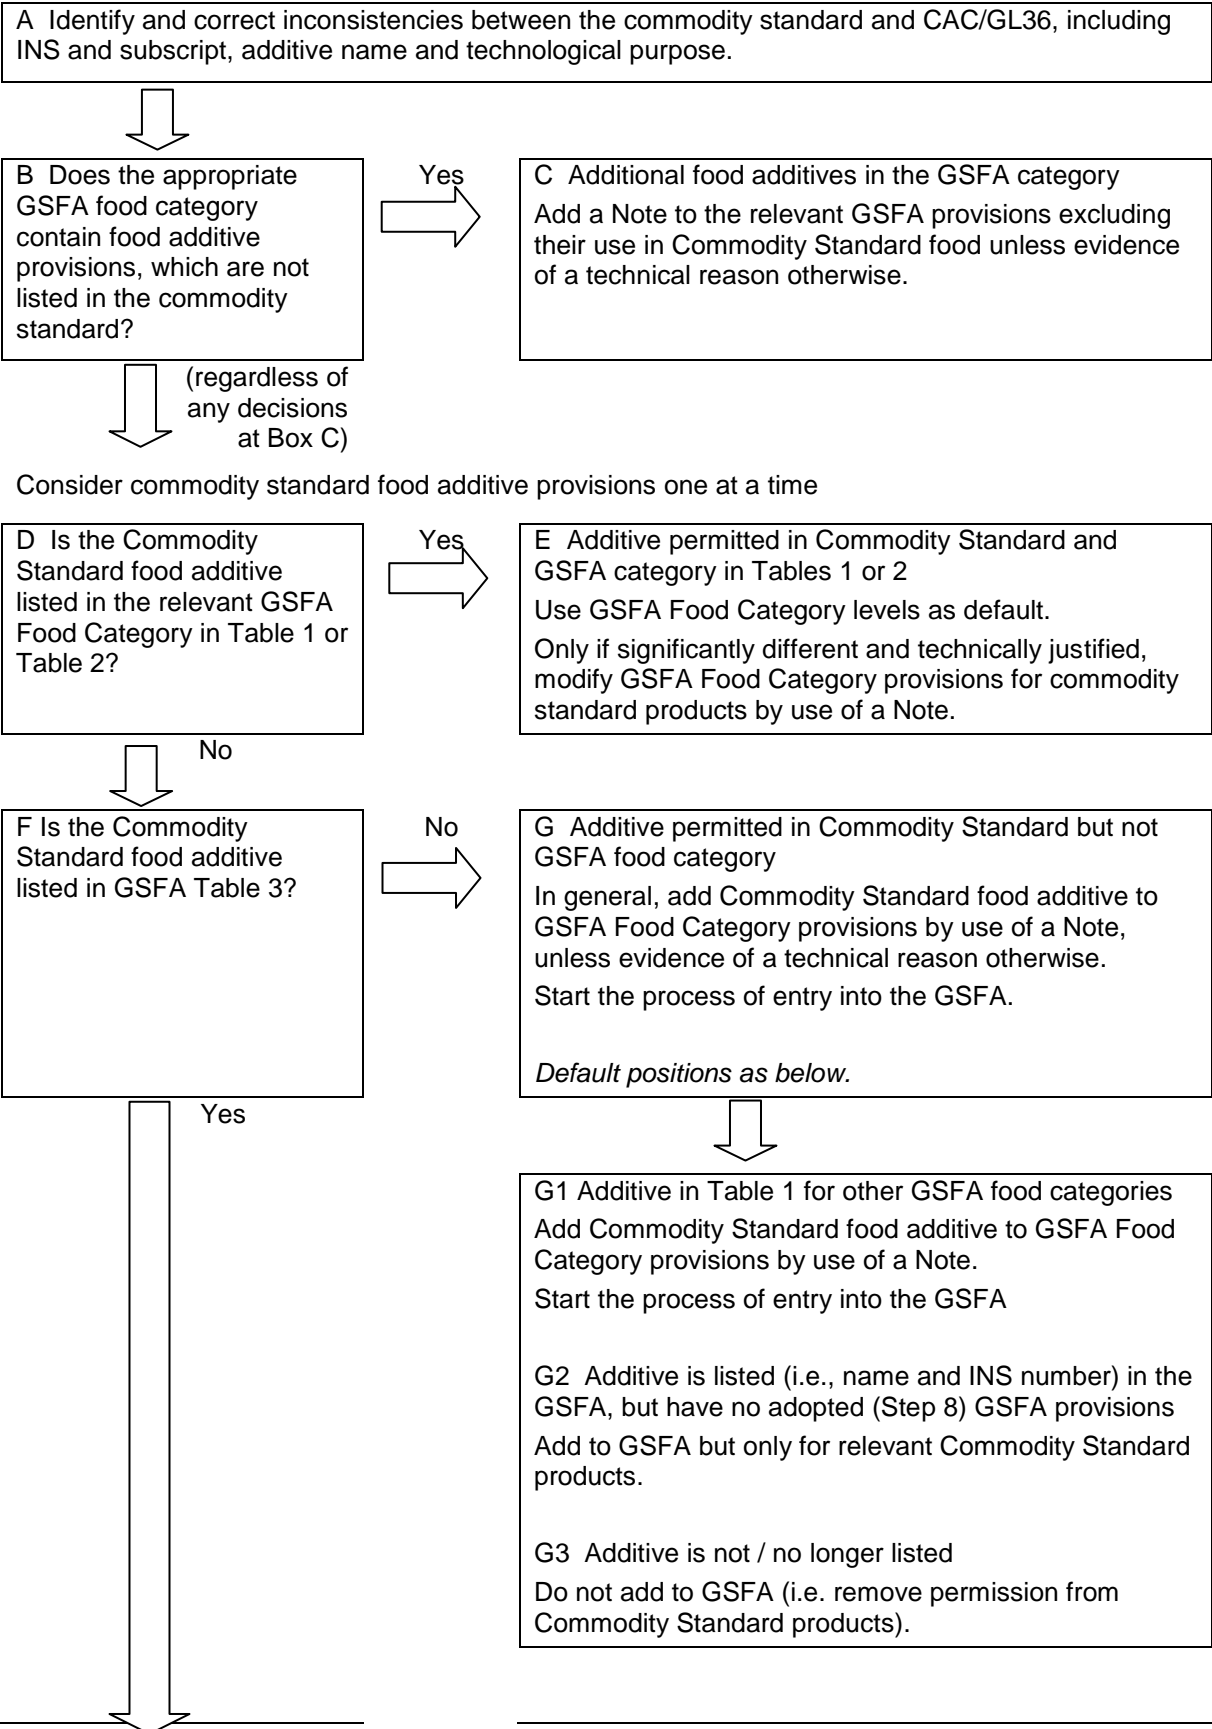 A Identify and correct inconsistencies between the commodity standard and CAC/GL36, including
INS and subscript, additive name and technological purpose.
B Does the appropriate
GSFA food category
contain food additive
provisions, which are not
listed in the commodity
standard?
Yes
C Additional food additives in the GSFA category
Add a Note to the relevant GSFA provisions excluding
their use in Commodity Standard food unless evidence
of a technical reason otherwise.
(regardless of
any decisions
at Box C)
Consider commodity standard food additive provisions one at a time
D Is the Commodity
Standard food additive
listed in the relevant GSFA
Food Category in Table 1 or
Table 2?
Yes
E Additive permitted in Commodity Standard and
GSFA category in Tables 1 or 2
Use GSFA Food Category levels as default.
Only if significantly different and technically justified,
modify GSFA Food Category provisions for commodity
standard products by use of a Note.
No
F Is the Commodity
Standard food additive
listed in GSFA Table 3?
No
G Additive permitted in Commodity Standard but not
GSFA food category
In general, add Commodity Standard food additive to
GSFA Food Category provisions by use of a Note,
unless evidence of a technical reason otherwise.
Start the process of entry into the GSFA.
Default positions as below.
Yes
G1 Additive in Table 1 for other GSFA food categories
Add Commodity Standard food additive to GSFA Food
Category provisions by use of a Note.
Start the process of entry into the GSFA
G2 Additive is listed (i.e., name and INS number) in the
GSFA, but have no adopted (Step 8) GSFA provisions
Add to GSFA but only for relevant Commodity Standard
products.
G3 Additive is not / no longer listed
Do not add to GSFA (i.e. remove permission from
Commodity Standard products).